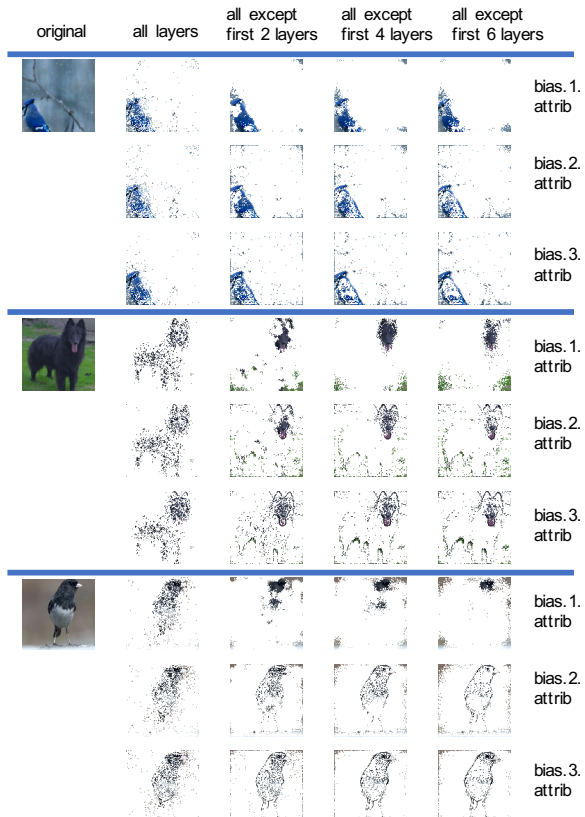 original
all layers
all except
first 2 layers
all except
first 4 layers
all except
first 6 layers
bias.1.
attrib
bias.2.
attrib
bias.3.
attrib
bias.1.
attrib
bias.2.
attrib
bias.3.
attrib
bias.1.
attrib
bias.2.
attrib
bias.3.
attrib